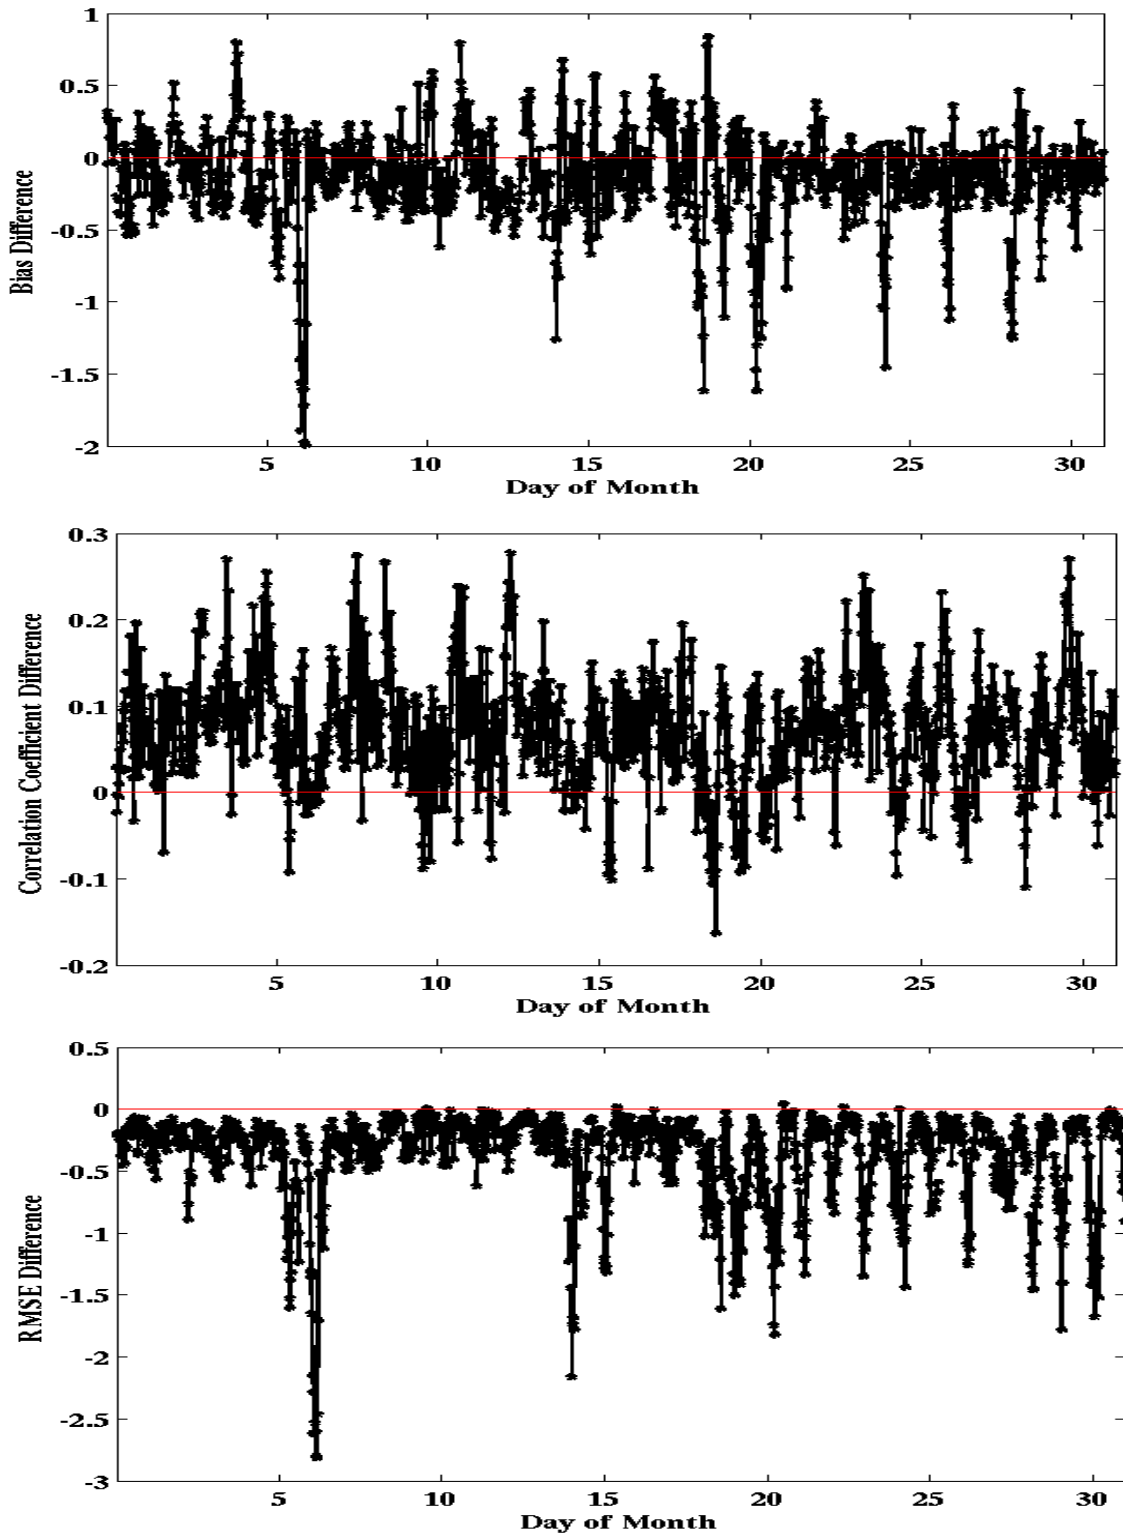 1
0.5
0
-0.5
-1
-1.5
-2
Bias Difference
5 10 15 20 25 30
Day of Month
0.3
0.2
0.1
0
-0.1
-0.2
Correlation Coefficient Difference
5 10 15 20 25 30
Day of Month
0.5
0
-0.5
-1
-1.5
-2
-2.5
-3
RMSE Difference
5 10 15 20 25 30
Day of Month